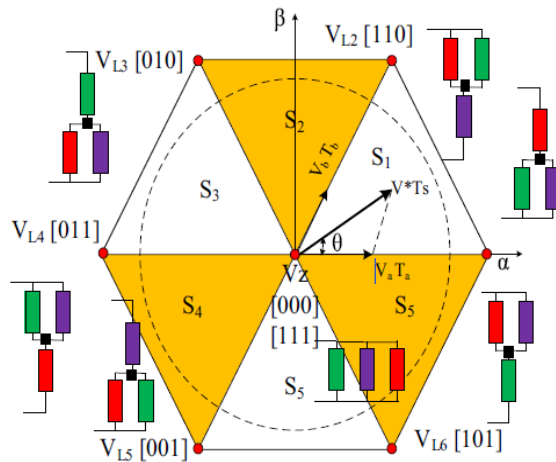 β
V_L3 [010]
V_L2 [110]
S_2
V_b T_b
S_1
S_3
V*Ts
V_L4 [011]
θ
α
Vz
V_a T_a
[000]
S_4
S_5
[111]
S_5
V_L5 [001]
V_L6 [101]